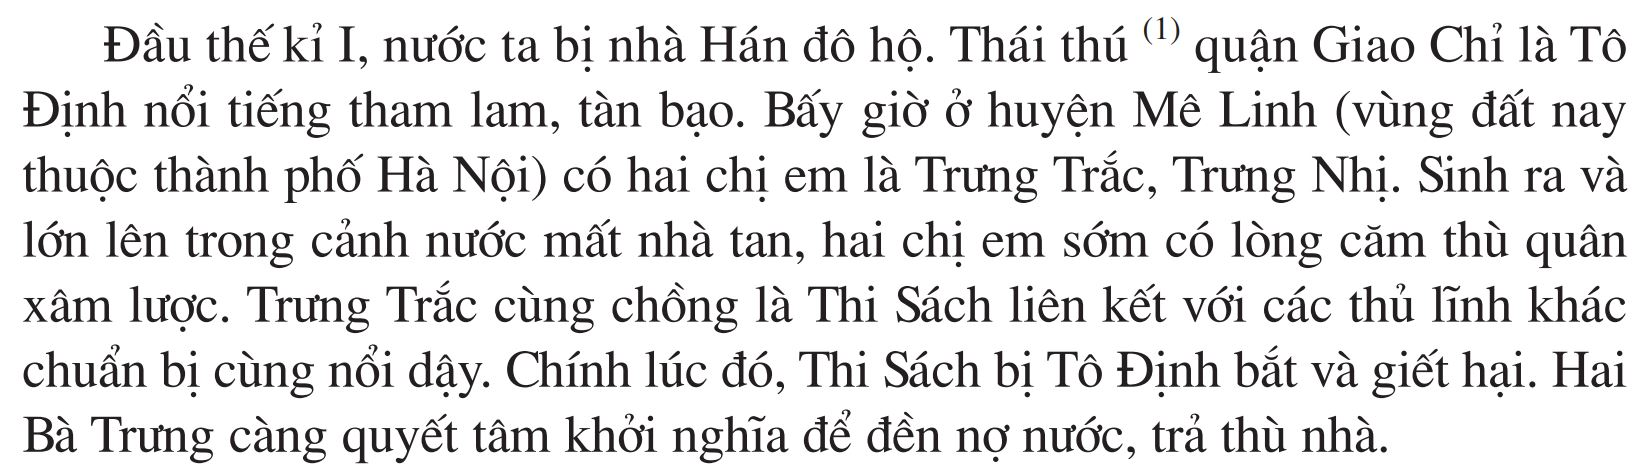 Đầu thế kỉ I, nước ta bị nhà Hán đô hộ. Thái thú (1) quận Giao Chỉ là Tô
Định nổi tiếng tham lam, tàn bạo. Bấy giờ ở huyện Mê Linh (vùng đất nay
thuộc thành phố Hà Nội) có hai chị em là Trưng Trắc, Trưng Nhị. Sinh ra và
lớn lên trong cảnh nước mất nhà tan, hai chị em sớm có lòng căm thù quân
xâm lược. Trưng Trắc cùng chồng là Thi Sách liên kết với các thủ lĩnh khác
chuẩn bị cùng nổi dậy. Chính lúc đó, Thi Sách bị Tô Định bắt và giết hại. Hai
Bà Trưng càng quyết tâm khởi nghĩa để đền nợ nước, trả thù nhà.